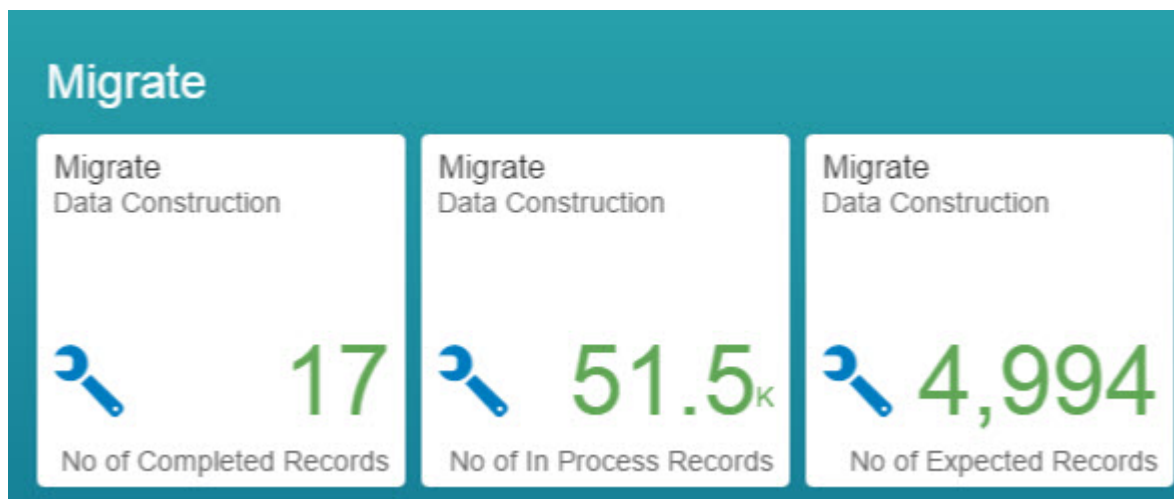 Migrate
Migrate
Data Construction
17
No of Completed Records
Migrate
Data Construction
51.5K
No of In Process Records
Migrate
Data Construction
4,994
No of Expected Records